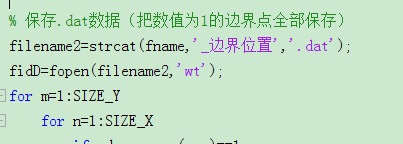 % 保存.dat数据（把数值为1的边界点全部保存）
filename2=strcat(fname,'_边界位置','.dat');
fidD=fopen(filename2,'wt');
for m=1:SIZE_Y
for n=1:SIZE_X